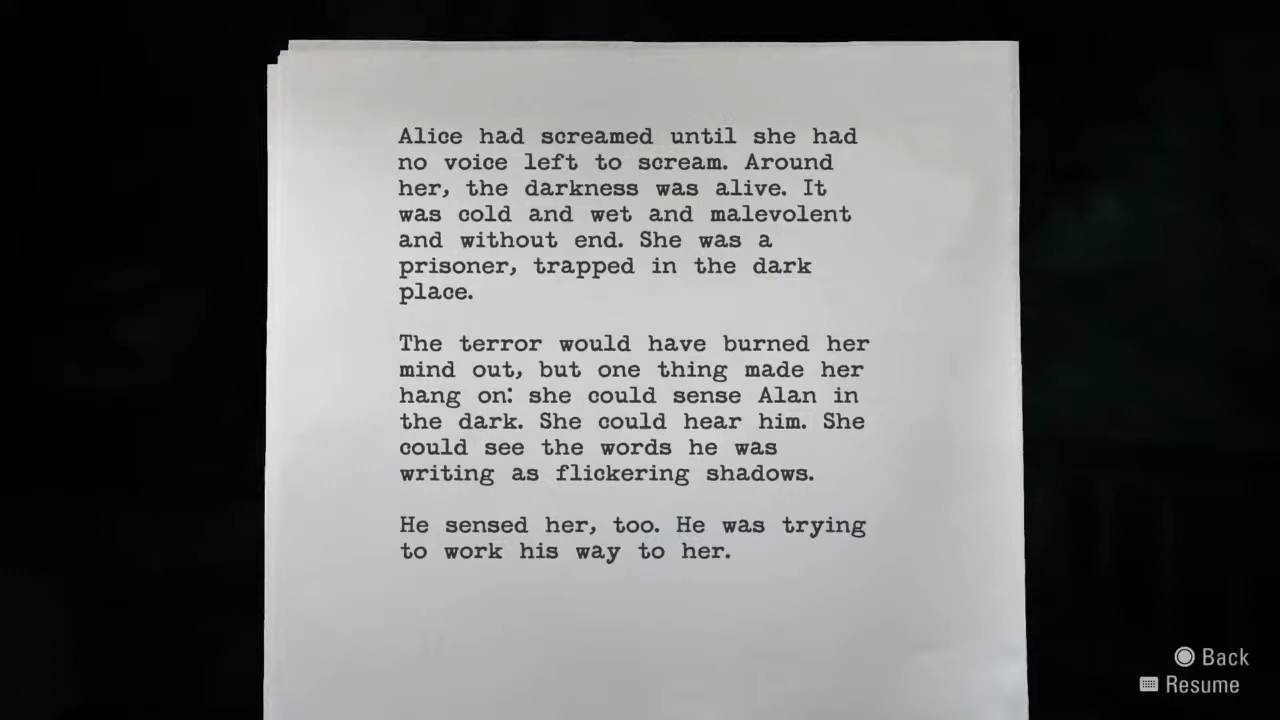 Alice had screamed until she had
no voice left to scream. Around
her, the darkness was alive. It
was cold and wet and malevolent
and without end. She was a
prisoner, trapped in the dark
place.
The terror would have burned her
mind out, but one thing made her
hang on: she could sense Alan in
the dark. She could hear him. She
could see the words he was
writing as flickering shadows.
He sensed her, too. He was trying
to work his way to her.
Back
Resume